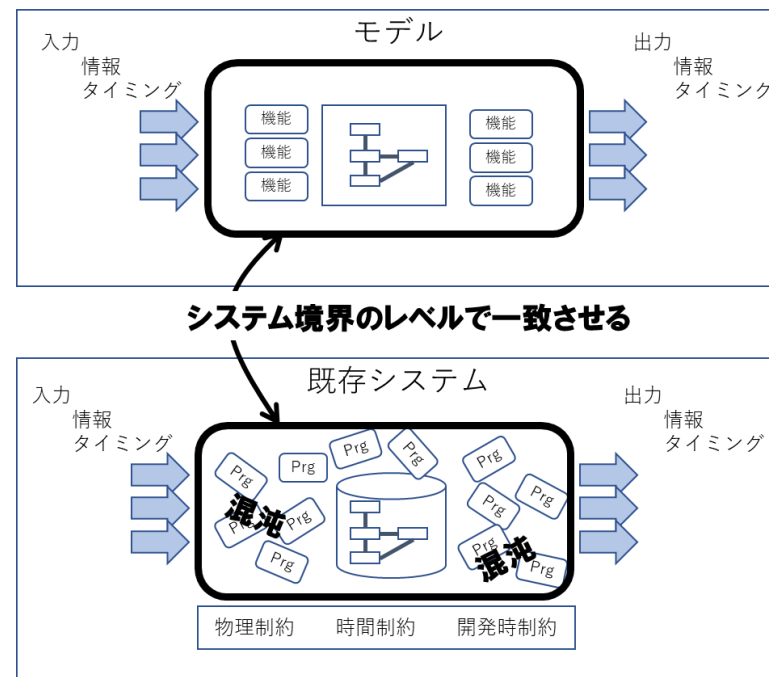 モデル
入力
情報
タイミング
出力
情報
タイミング
機能
機能
機能
機能
機能
機能
システム境界のレベルで一致させる
既存システム
入力
情報
タイミング
出力
情報
タイミング
Prg
Prg
Prg
Prg
Prg
Prg
Prg
Prg
混沌
Prg
Prg
Prg
Prg
混沌
Prg
物理制約 時間制約 開発時制約